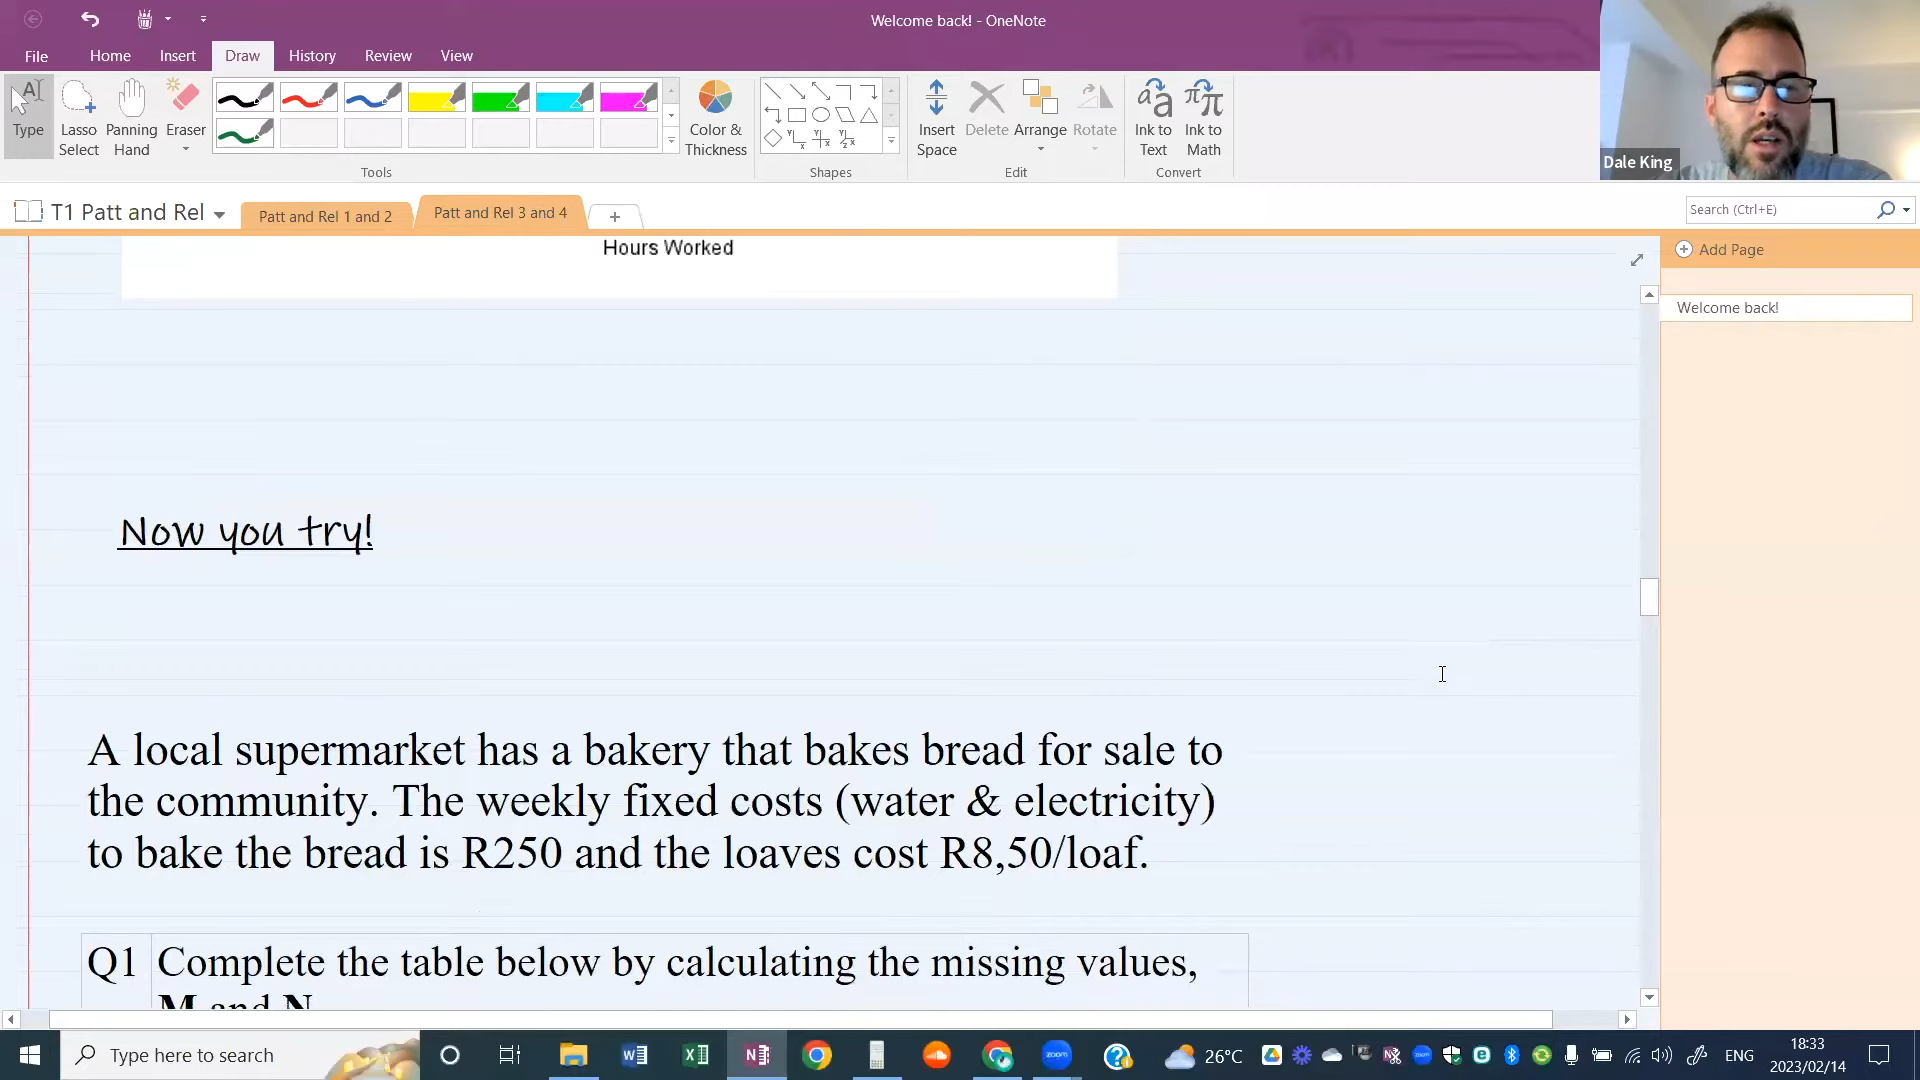 Welcome back! - OneNote
File Home Insert Draw History Review View
Type
Lasso Select
Panning Hand
Eraser
Color & Thickness
Insert Space
Delete
Arrange
Rotate
Ink to Text
Ink to Math
Tools
Shapes
Edit
Convert
Dale King
T1 Patt and Rel
Patt and Rel 1 and 2
Patt and Rel 3 and 4
Search (Ctrl+E)
Add Page
Welcome back!
Hours Worked
Now you try!
A local supermarket has a bakery that bakes bread for sale to
the community. The weekly fixed costs (water & electricity)
to bake the bread is R250 and the loaves cost R8,50/loaf.
Q1 Complete the table below by calculating the missing values,
M and N
Type here to search
26°C
ENG
18:33
2023/02/14